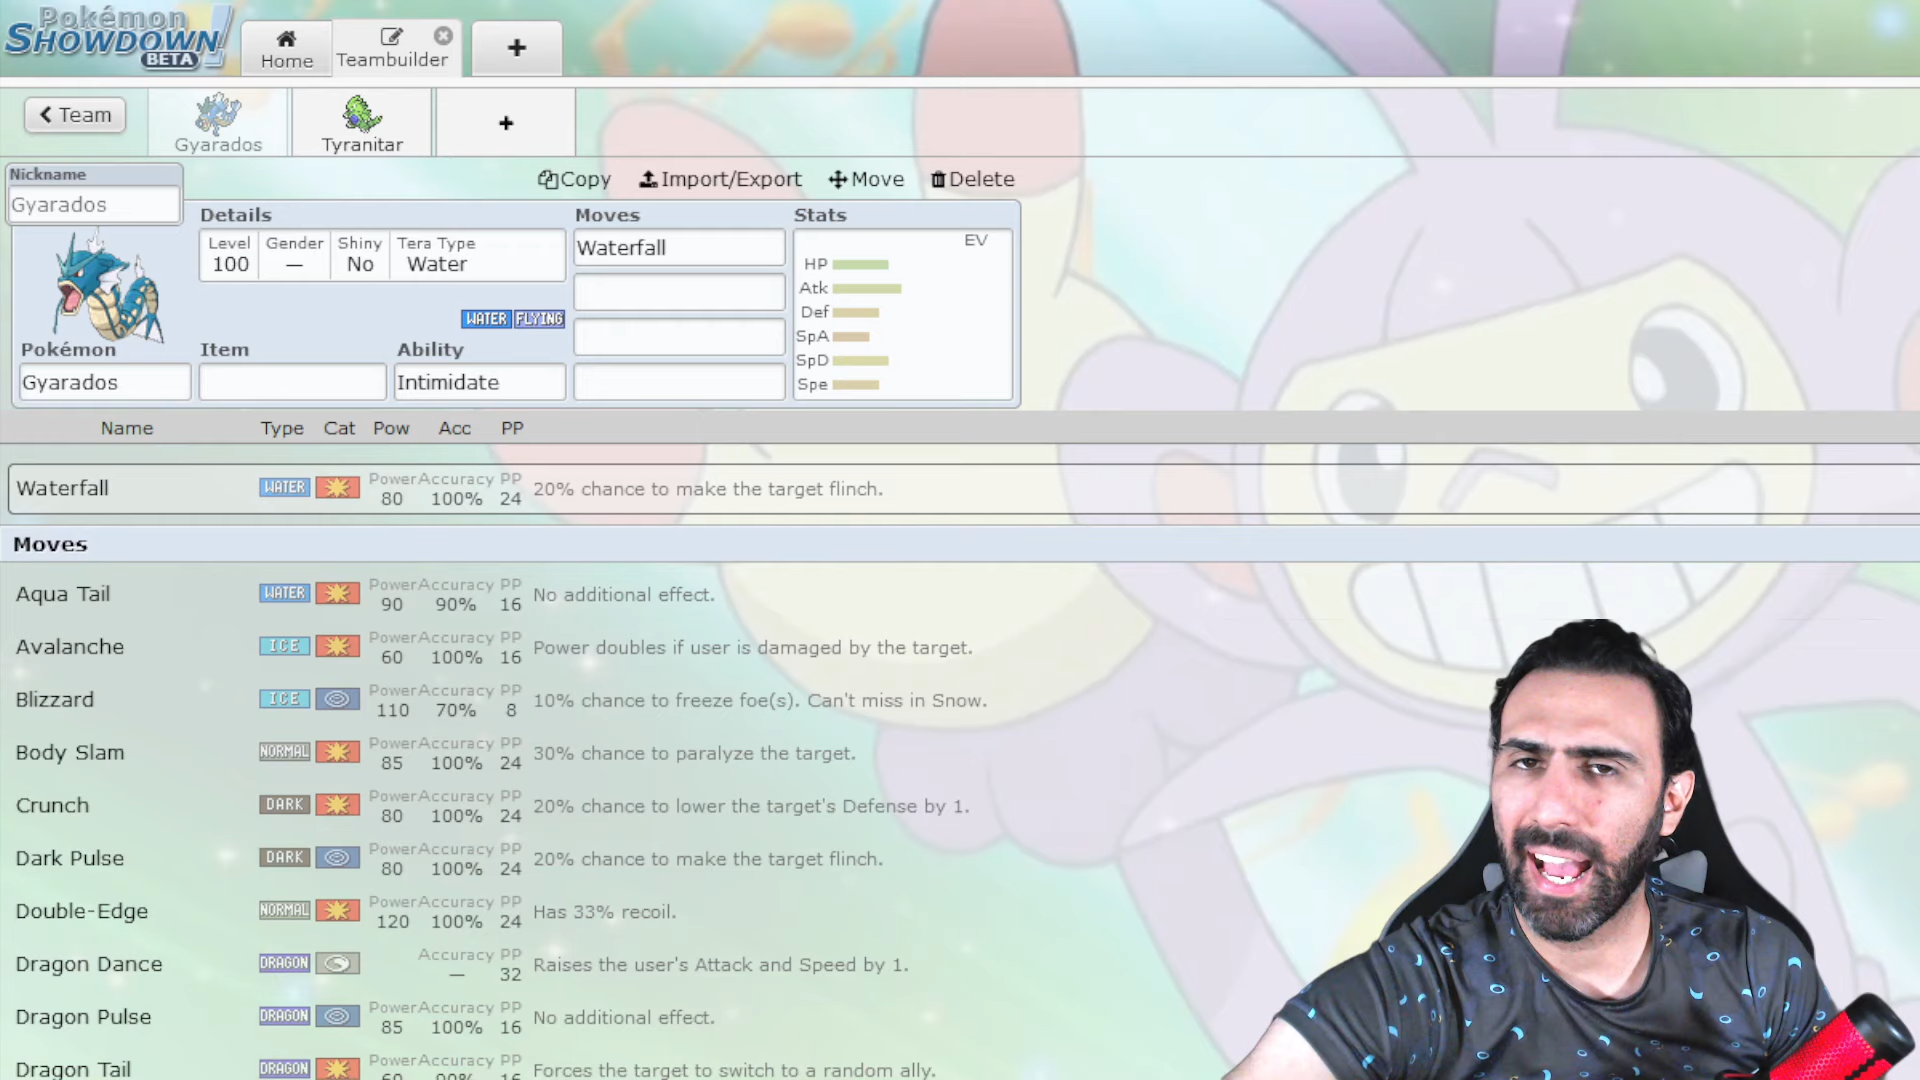 Pokémon
SHOWDOWN!
BETA
Home
Teambuilder
+
Team
Gyarados
Tyranitar
+
Nickname
Gyarados
Copy Import/Export Move Delete
Details Moves Stats
Level Gender Shiny Tera Type
100 — No Water
Waterfall
EV
HP
Atk
Def
SpA
SpD
Spe
WATER FLYING
Pokémon Item Ability
Gyarados Intimidate
Name Type Cat Pow Acc PP
Waterfall WATER Power 80 Accuracy 100% PP 24 20% chance to make the target flinch.
Moves
Aqua Tail WATER Power 90 Accuracy 90% PP 16 No additional effect.
Avalanche ICE Power 60 Accuracy 100% PP 16 Power doubles if user is damaged by the target.
Blizzard ICE Power 110 Accuracy 70% PP 8 10% chance to freeze foe(s). Can't miss in Snow.
Body Slam NORMAL Power 85 Accuracy 100% PP 24 30% chance to paralyze the target.
Crunch DARK Power 80 Accuracy 100% PP 24 20% chance to lower the target's Defense by 1.
Dark Pulse DARK Power 80 Accuracy 100% PP 24 20% chance to make the target flinch.
Double-Edge NORMAL Power 120 Accuracy 100% PP 24 Has 33% recoil.
Dragon Dance DRAGON Accuracy — PP 32 Raises the user's Attack and Speed by 1.
Dragon Pulse DRAGON Power 85 Accuracy 100% PP 16 No additional effect.
Dragon Tail DRAGON Power 60 Accuracy 90% PP 16 Forces the target to switch to a random ally.